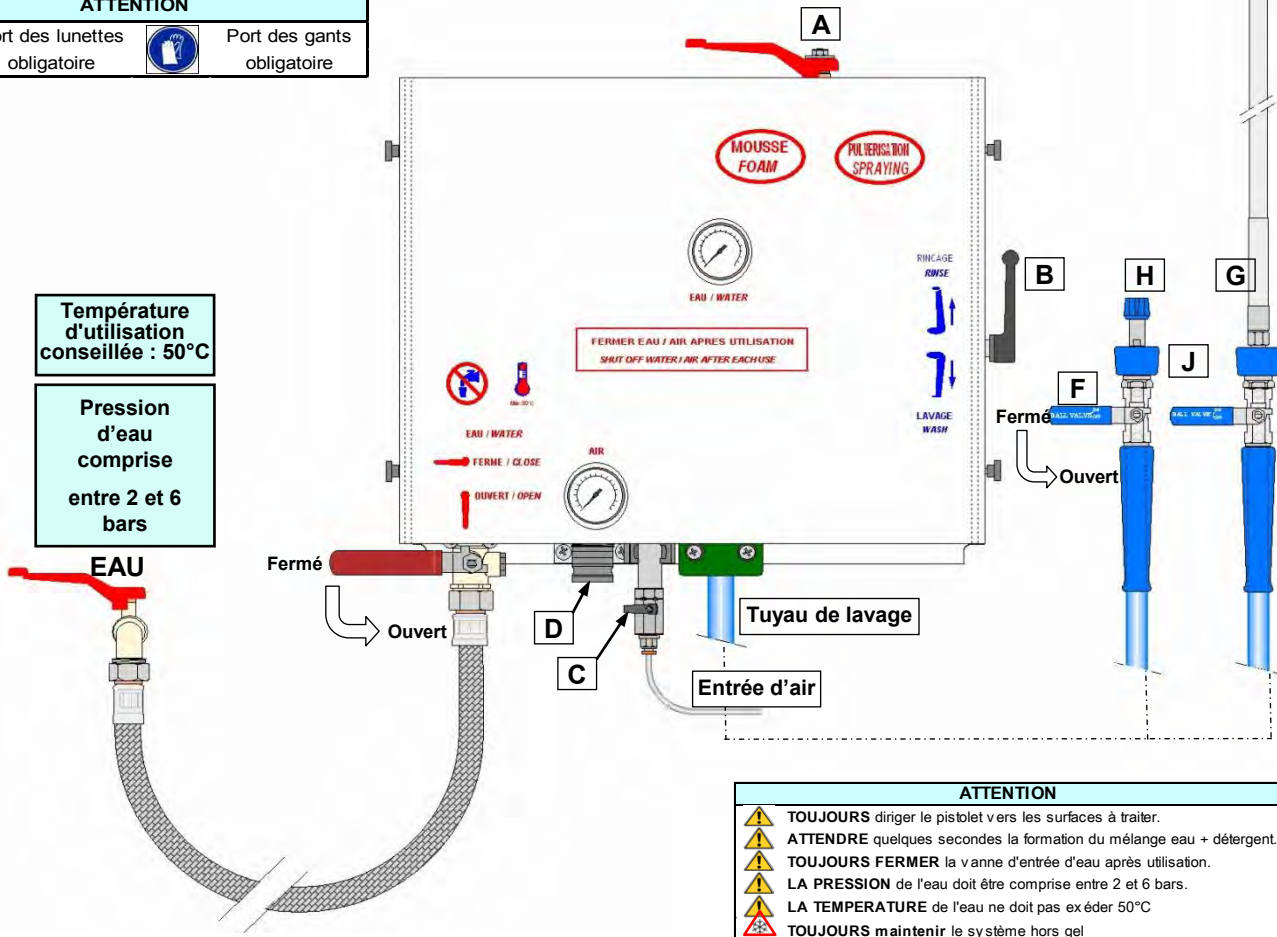 ATTENTION
rt des lunettes
obligatoire
Port des gants
obligatoire
A
MOUSSE
FOAM
PULVERISATION
SPRAYING
EAU / WATER
RINCAGE
RINSE
B
H
G
FERMER EAU / AIR APRES UTILISATION
SHUT OFF WATER / AIR AFTER EACH USE
Température
d'utilisation
conseillée : 50°C
J
F
Pression
d'eau
comprise
entre 2 et 6
bars
EAU / WATER
FERME / CLOSE
OUVERT / OPEN
AIR
LAVAGE
WASH
Fermé
BALL VALVE
BALL VALVE
Ouvert
EAU
Fermé
Ouvert
D
C
Tuyau de lavage
Entrée d'air
ATTENTION
TOUJOURS diriger le pistolet vers les surfaces à traiter.
ATTENDRE quelques secondes la formation du mélange eau + détergent.
TOUJOURS FERMER la vanne d'entrée d'eau après utilisation.
LA PRESSION de l'eau doit être comprise entre 2 et 6 bars.
LA TEMPERATURE de l'eau ne doit pas exéder 50°C
TOUJOURS maintenir le système hors gel